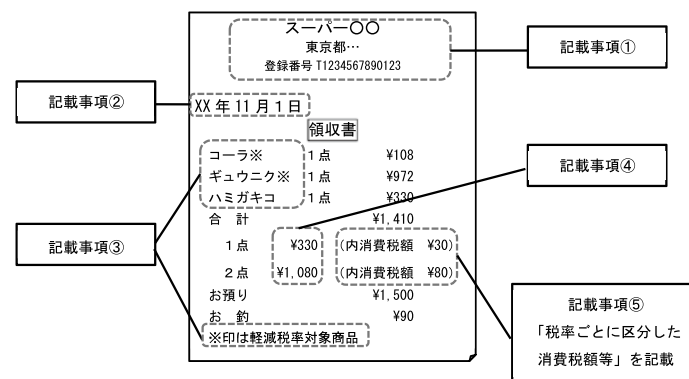 スーパー〇〇
東京都…
登録番号 T1234567890123
記載事項①
記載事項②
XX 年 11 月 1 日
領収書
コーラ※ 1 点 ¥108
ギュウニク※ 1 点 ¥972
ハミガキコ 1 点 ¥330
記載事項④
合 計 ¥1,410
記載事項③
1 点 ¥330 (内消費税額 ¥30)
2 点 ¥1,080 (内消費税額 ¥80)
お預り ¥1,500
お 釣 ¥90
※印は軽減税率対象商品
記載事項⑤
「税率ごとに区分した
消費税額等」を記載